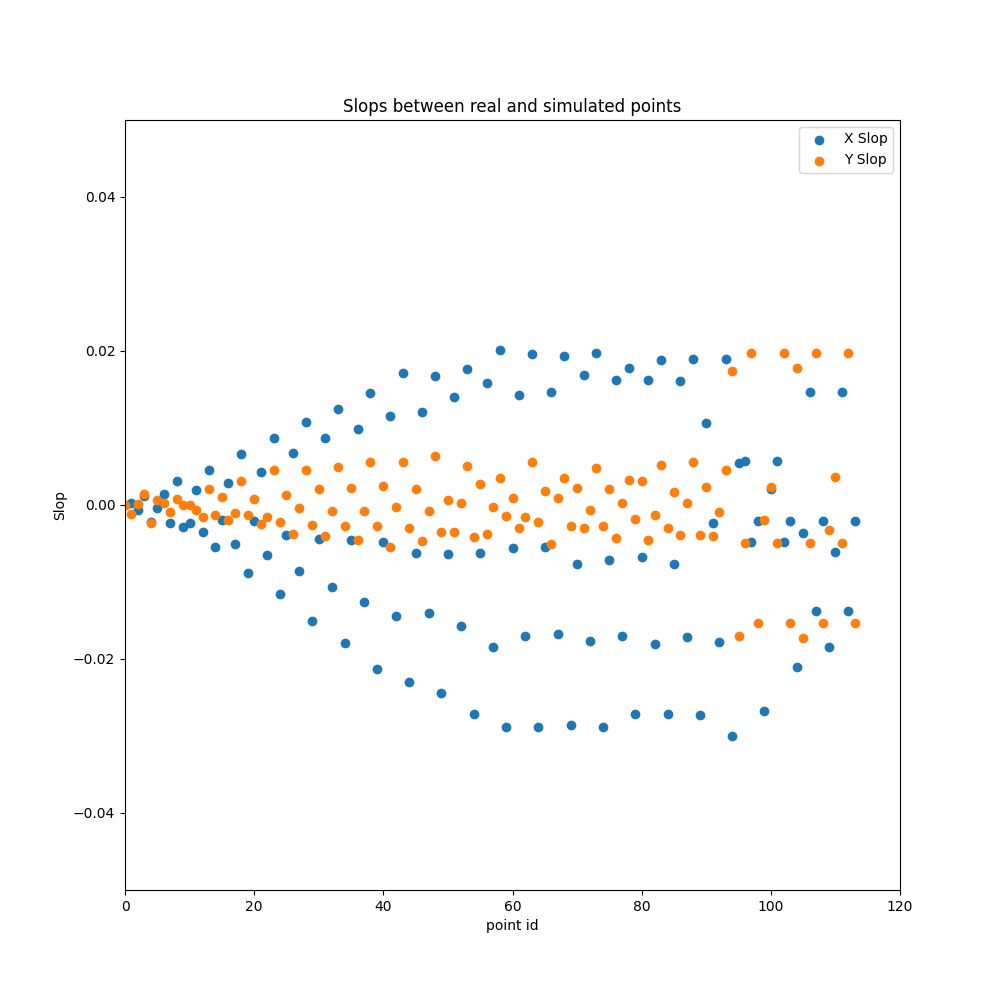 Slops between real and simulated points
X Slop
Y Slop
0.04
0.02
0.00
−0.02
−0.04
Slop
0 20 40 60 80 100 120
point id